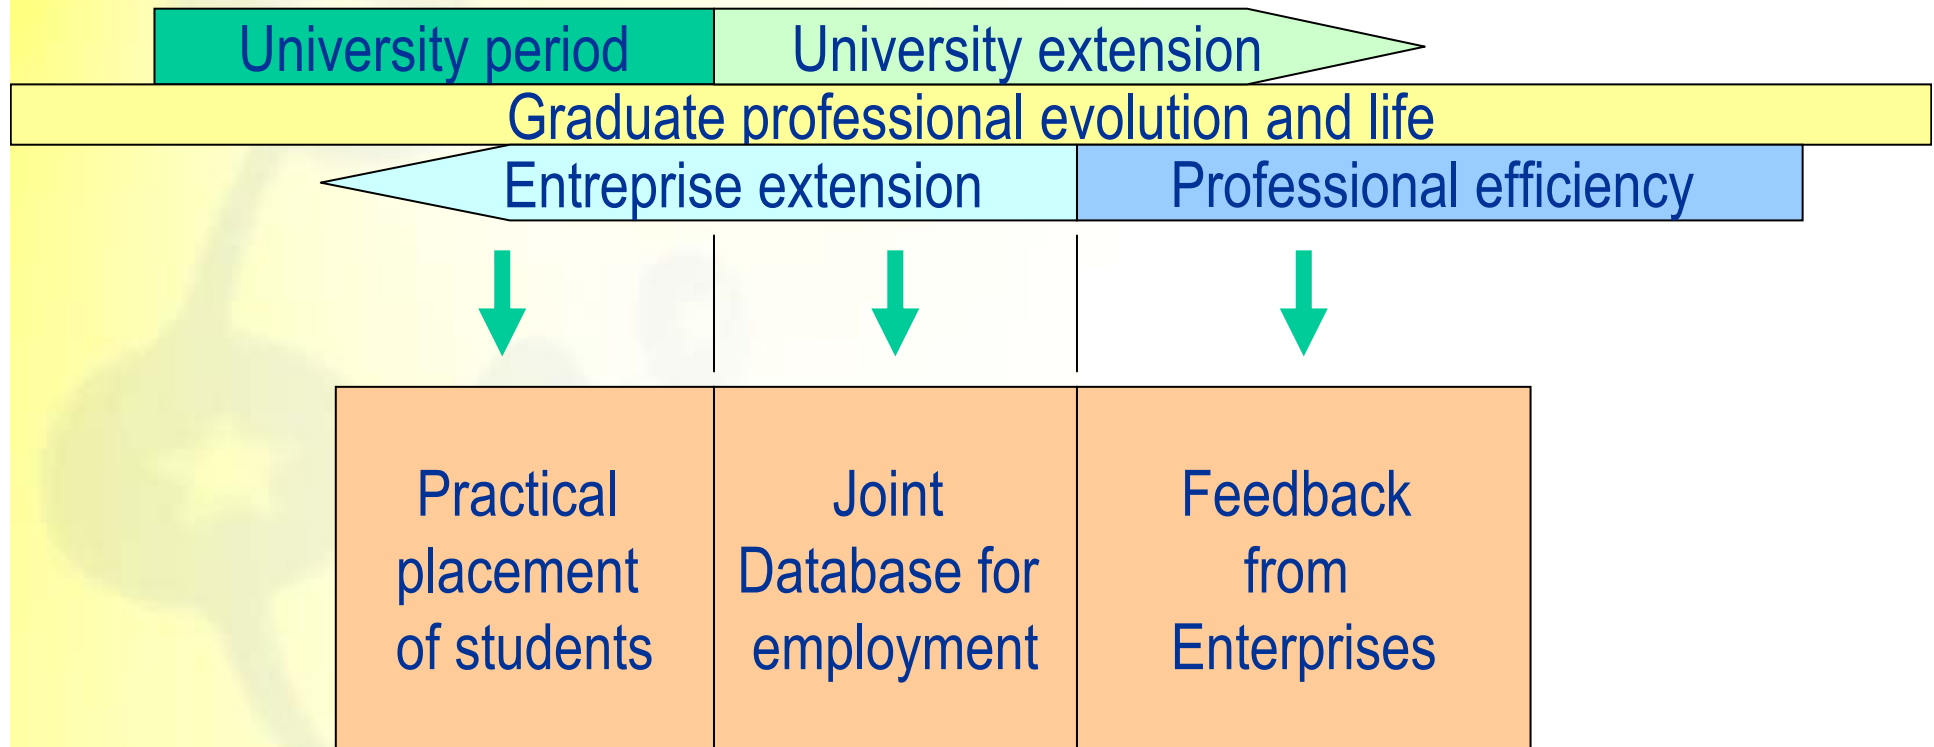 University period
University extension
Graduate professional evolution and life
Entreprise extension
Professional efficiency
Practical
placement
of students
Joint
Database for
employment
Feedback
from
Enterprises